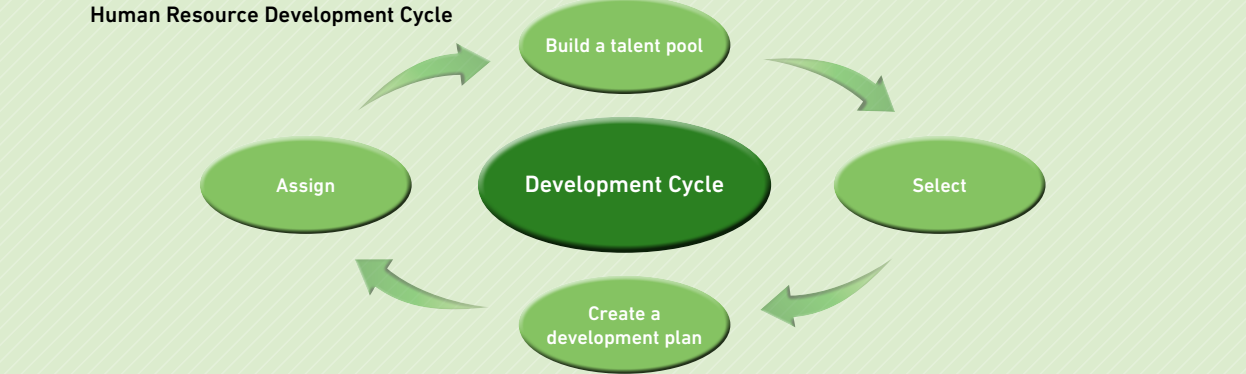 Human Resource Development Cycle
Build a talent pool
Assign
Development Cycle
Select
Create a
development plan